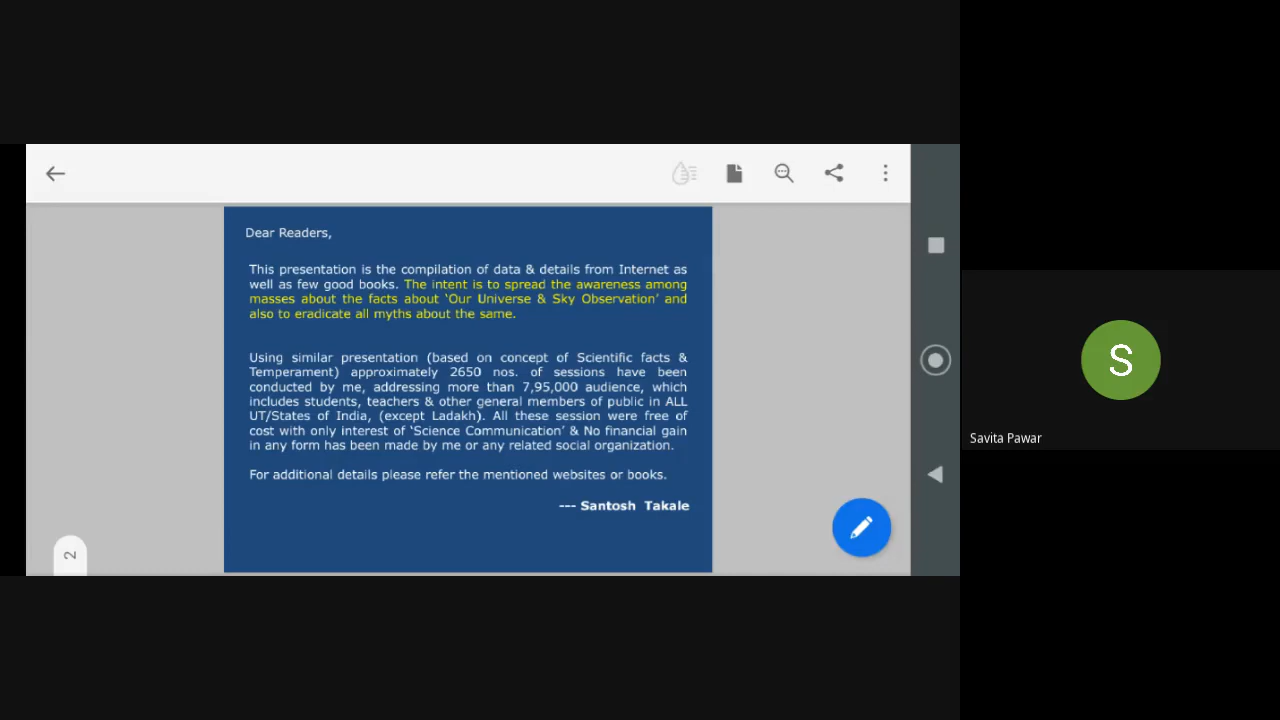 Dear Readers,
This presentation is the compilation of data & details from Internet as
well as few good books. The intent is to spread the awareness among
masses about the facts about ‘Our Universe & Sky Observation’ and
also to eradicate all myths about the same.
Using similar presentation (based on concept of Scientific facts &
Temperament) approximately 2650 nos. of sessions have been
conducted by me, addressing more than 7,95,000 audience, which
includes students, teachers & other general members of public in ALL
UT/States of India, (except Ladakh). All these session were free of
cost with only interest of ‘Science Communication’ & No financial gain
in any form has been made by me or any related social organization.
For additional details please refer the mentioned websites or books.
--- Santosh Takale
2
S
Savita Pawar